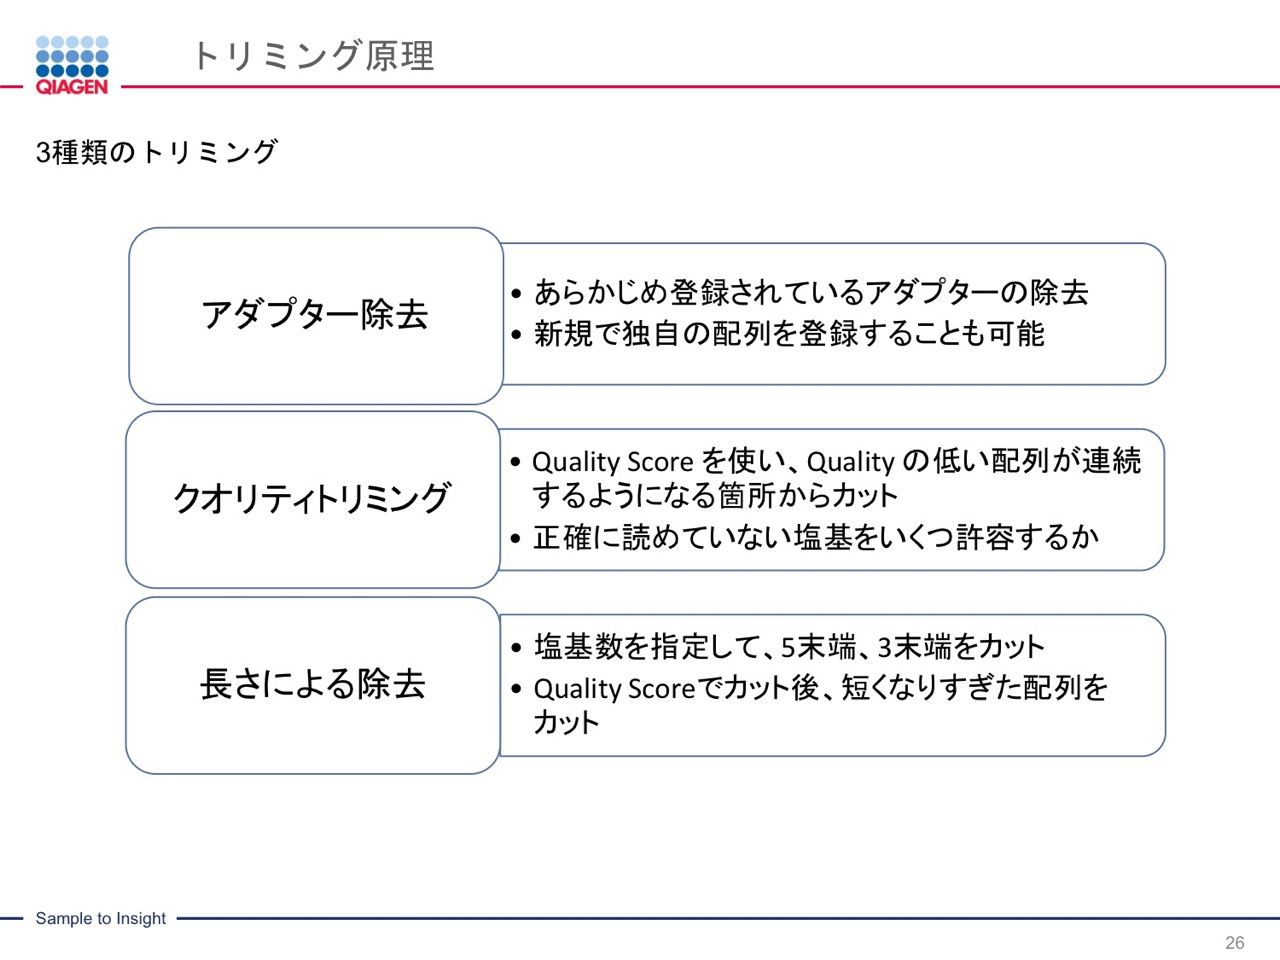 QIAGEN
トリミング原理
3種類のトリミング
アダプター除去
• あらかじめ登録されているアダプターの除去
• 新規で独自の配列を登録することも可能
クオリティトリミング
• Quality Score を使い、Quality の低い配列が連続
するようになる箇所からカット
• 正確に読めていない塩基をいくつ許容するか
長さによる除去
• 塩基数を指定して、5末端、3末端をカット
• Quality Scoreでカット後、短くなりすぎた配列を
カット
Sample to Insight
26